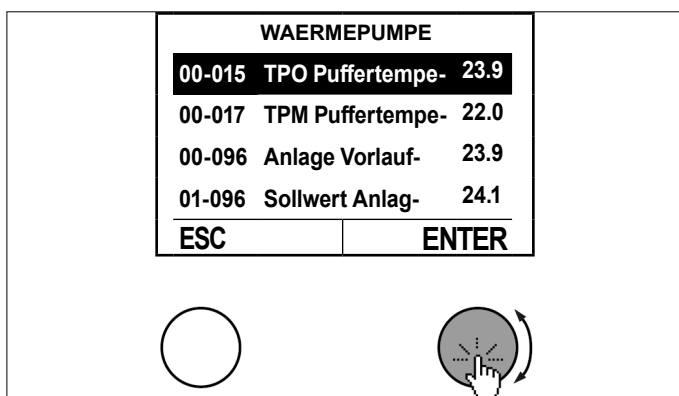 WAERMEPUMPE
00-015 TPO Puffertempe- 23.9
00-017 TPM Puffertempe- 22.0
00-096 Anlage Vorlauf- 23.9
01-096 Sollwert Anlag- 24.1
ESC ENTER